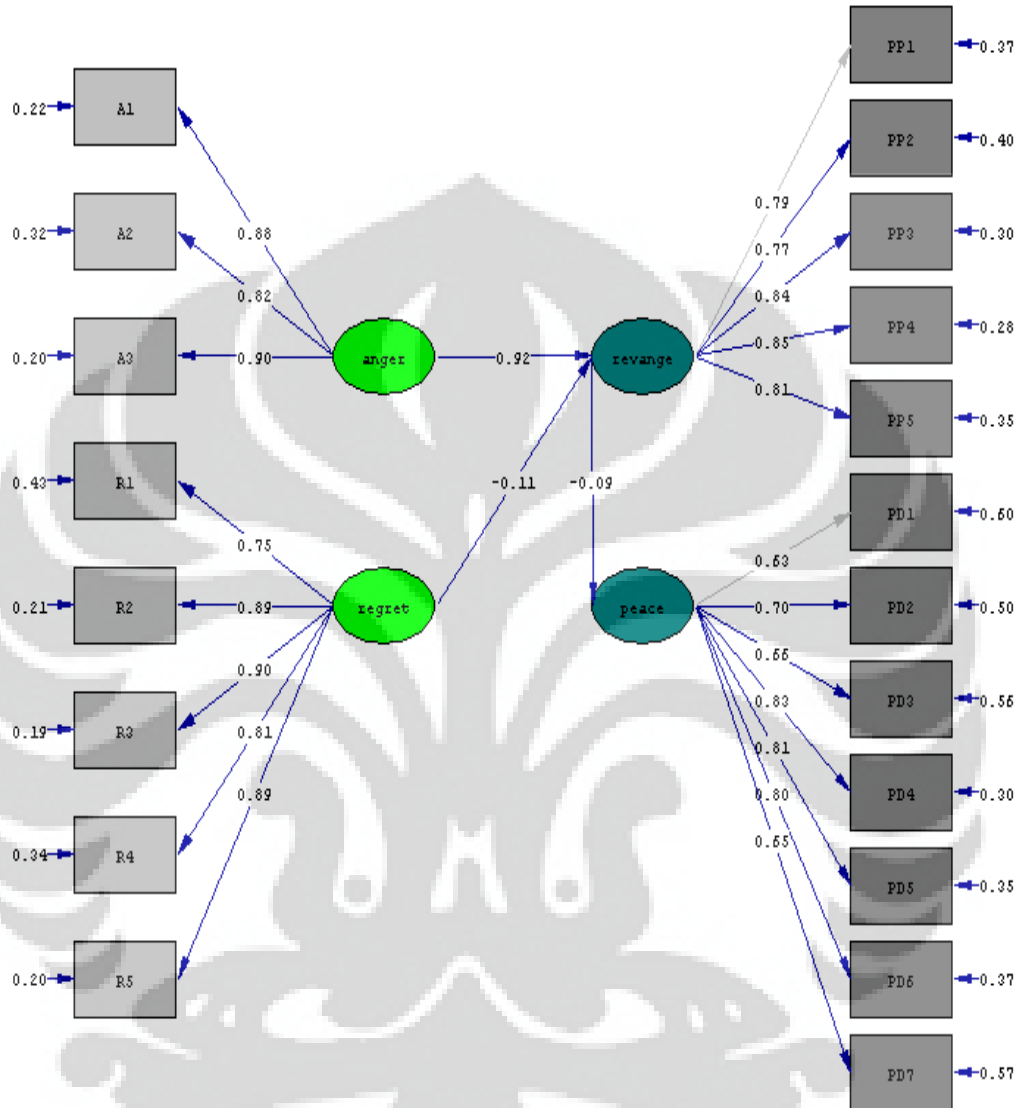 PP1
0.37
0.22
A1
PP2
0.40
0.79
0.32
A2
0.88
0.77
PP3
0.30
0.82
0.84
PP4
0.28
0.85
0.20
A3
0.90
anger
0.92
revange
0.81
PP5
0.35
0.43
R1
-0.11
-0.09
PD1
0.60
0.75
0.63
0.21
R2
0.89
regret
peace
0.70
PD2
0.50
0.66
0.90
PD3
0.56
0.83
0.19
R3
0.81
0.81
0.89
0.80
PD4
0.30
0.65
0.34
R4
PD5
0.35
0.20
R5
PD6
0.37
PD7
0.57